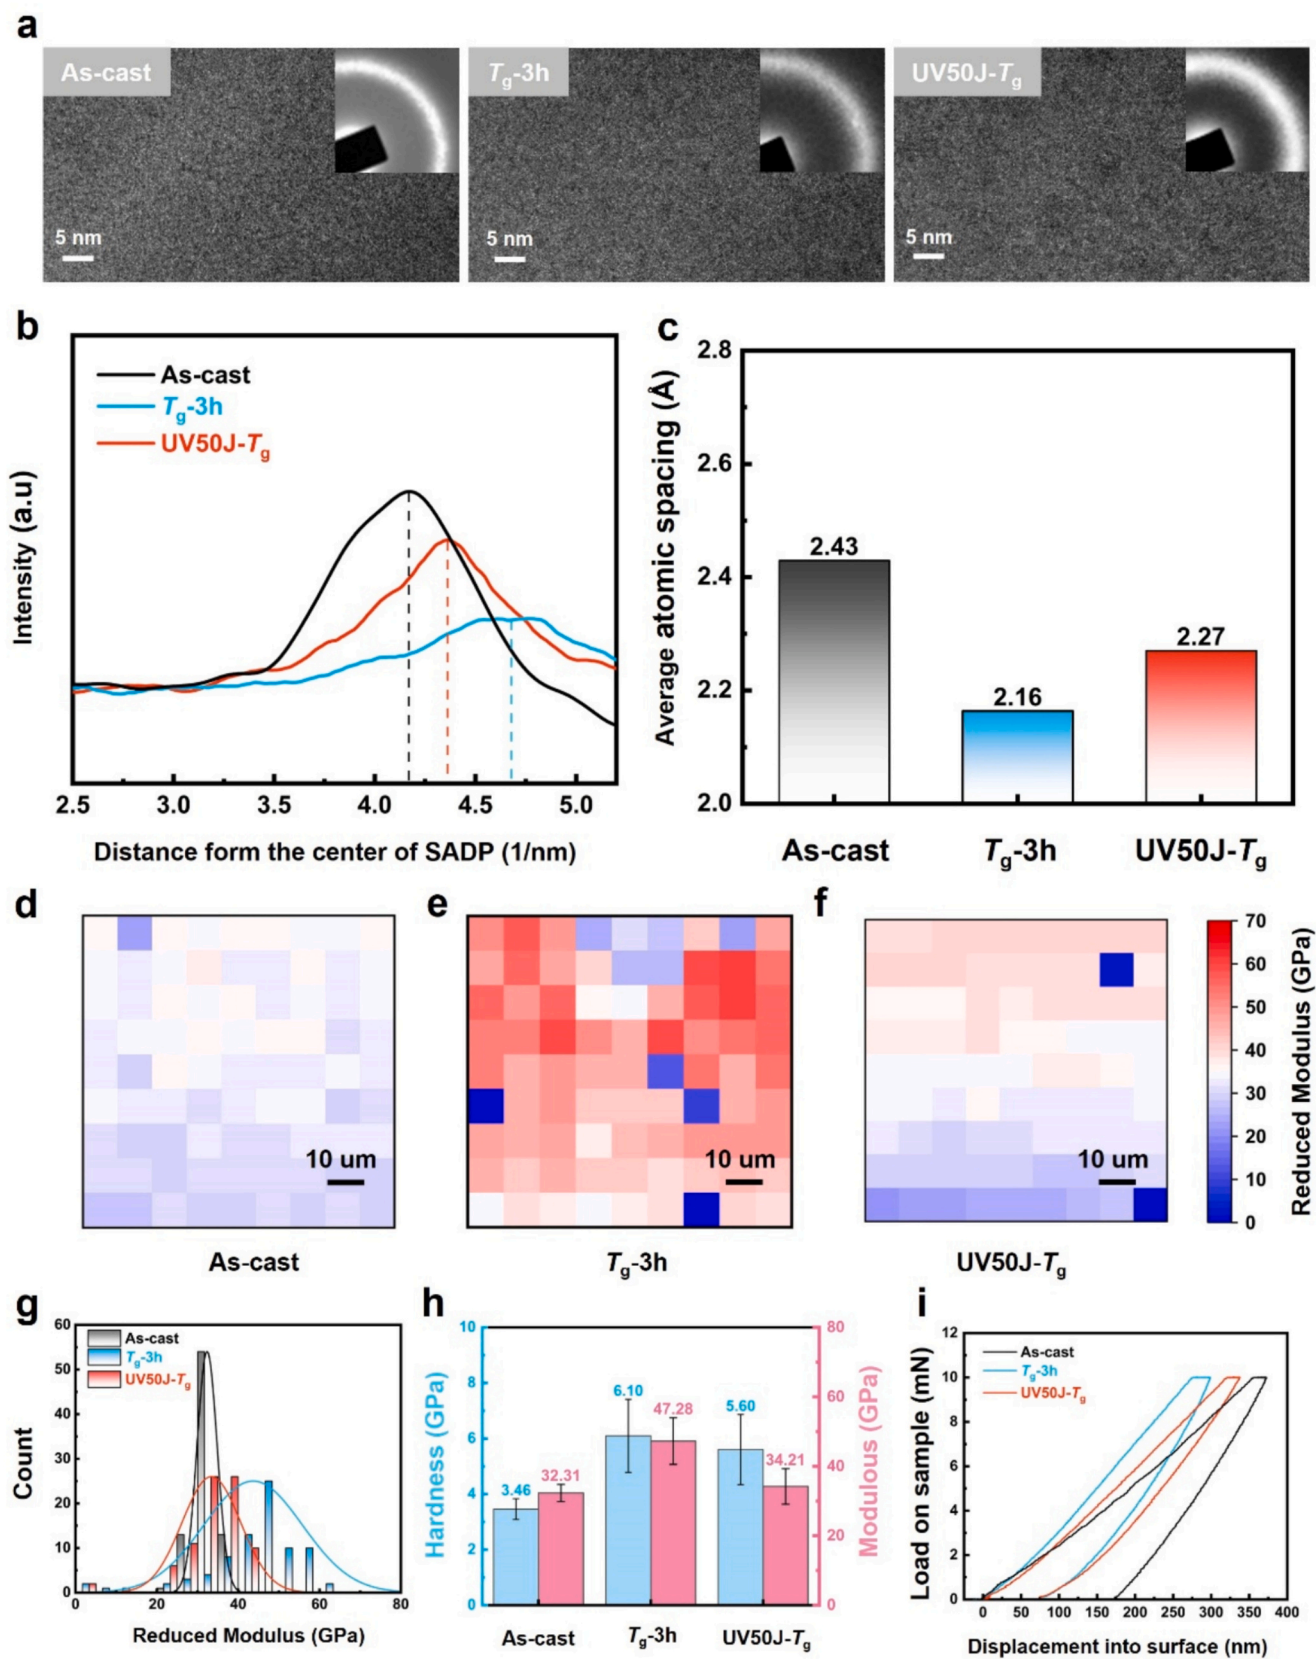 a
As-cast
Tg-3h
UV50J-Tg
5 nm
5 nm
5 nm
b
As-cast
Tg-3h
UV50J-Tg
Intensity (a.u)
2.5 3.0 3.5 4.0 4.5 5.0
Distance form the center of SADP (1/nm)
c
Average atomic spacing (Å)
2.8
2.6
2.4
2.2
2.0
2.43
2.16
2.27
As-cast Tg-3h UV50J-Tg
d
10 um
As-cast
e
10 um
Tg-3h
f
10 um
UV50J-Tg
70
60
50
40
30
20
10
0
Reduced Modulus (GPa)
g
As-cast
Tg-3h
UV50J-Tg
Count
60
50
40
30
20
10
0
0 20 40 60 80
Reduced Modulus (GPa)
h
Hardness (GPa)
10
8
6
4
2
0
3.46
32.31
6.10
47.28
5.60
34.21
80
60
40
20
0
Modulous (GPa)
As-cast Tg-3h UV50J-Tg
i
As-cast
Tg-3h
UV50J-Tg
Load on sample (mN)
12
10
8
6
4
2
0
0 50 100 150 200 250 300 350 400
Displacement into surface (nm)